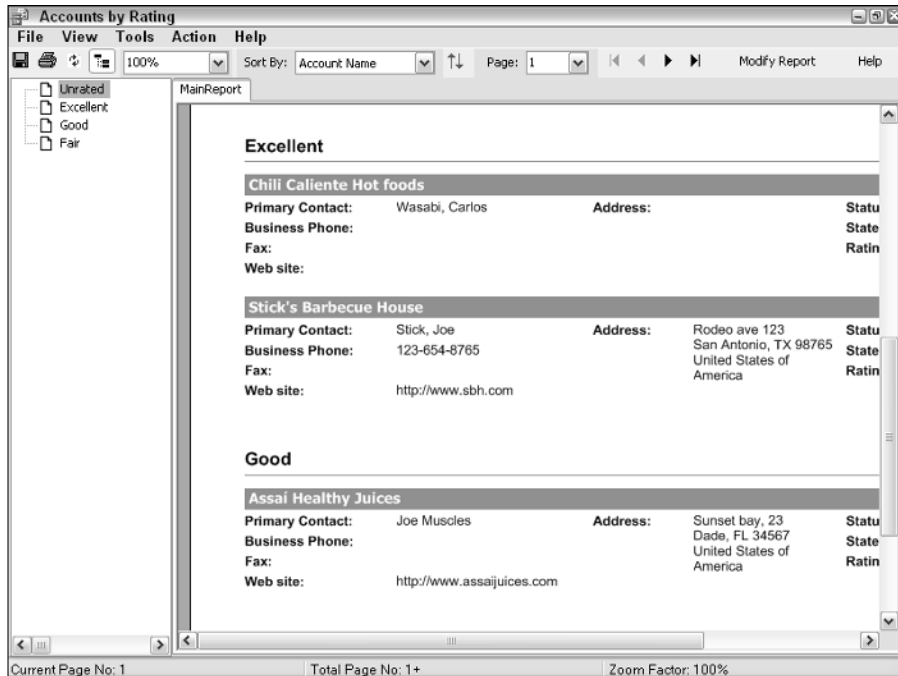 Accounts by Rating
File View Tools Action Help
100% Sort By: Account Name Page: 1 Modify Report Help
Unrated
Excellent
Good
Fair
MainReport
Excellent
Chili Caliente Hot foods
Primary Contact: Wasabi, Carlos Address: Statu
Business Phone: State
Fax: Ratin
Web site:
Stick's Barbecue House
Primary Contact: Stick, Joe Address: Rodeo ave 123 Statu
Business Phone: 123-654-8765 San Antonio, TX 98765 State
Fax: United States of Ratin
America
Web site: http://www.sbh.com
Good
Assaí Healthy Juices
Primary Contact: Joe Muscles Address: Sunset bay, 23 Statu
Business Phone: Dade, FL 34567 State
Fax: United States of Ratin
America
Web site: http://www.assaijuices.com
Current Page No: 1 Total Page No: 1+ Zoom Factor: 100%